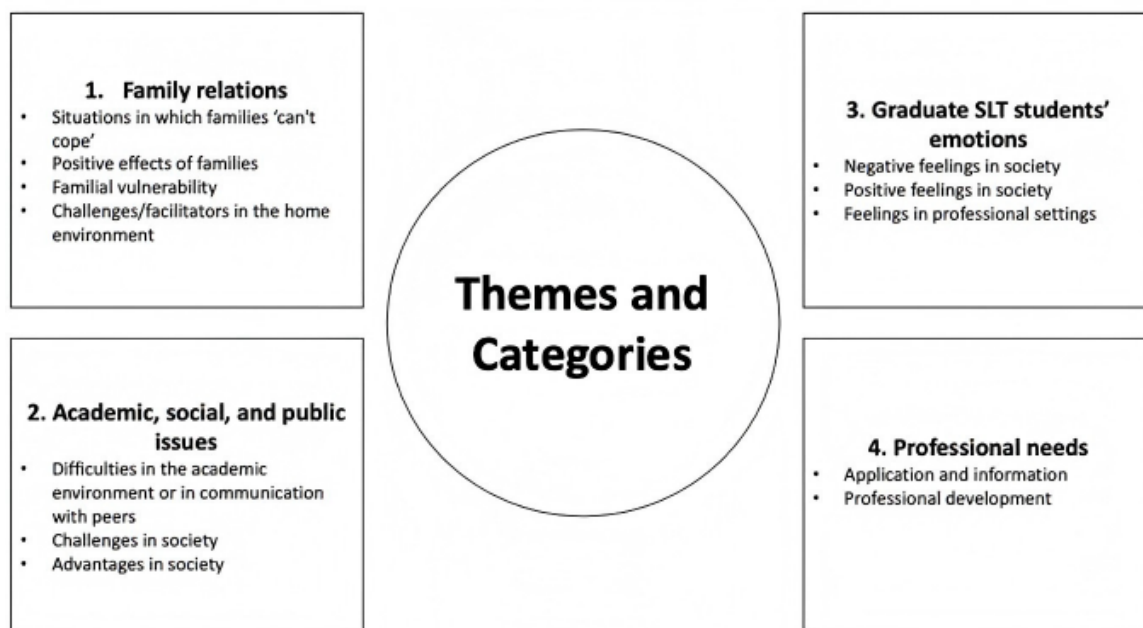 1. Family relations
• Situations in which families ‘can't
cope’
• Positive effects of families
• Familial vulnerability
• Challenges/facilitators in the home
environment
2. Academic, social, and public
issues
• Difficulties in the academic
environment or in communication
with peers
• Challenges in society
• Advantages in society
Themes and
Categories
3. Graduate SLT students’
emotions
• Negative feelings in society
• Positive feelings in society
• Feelings in professional settings
4. Professional needs
• Application and information
• Professional development